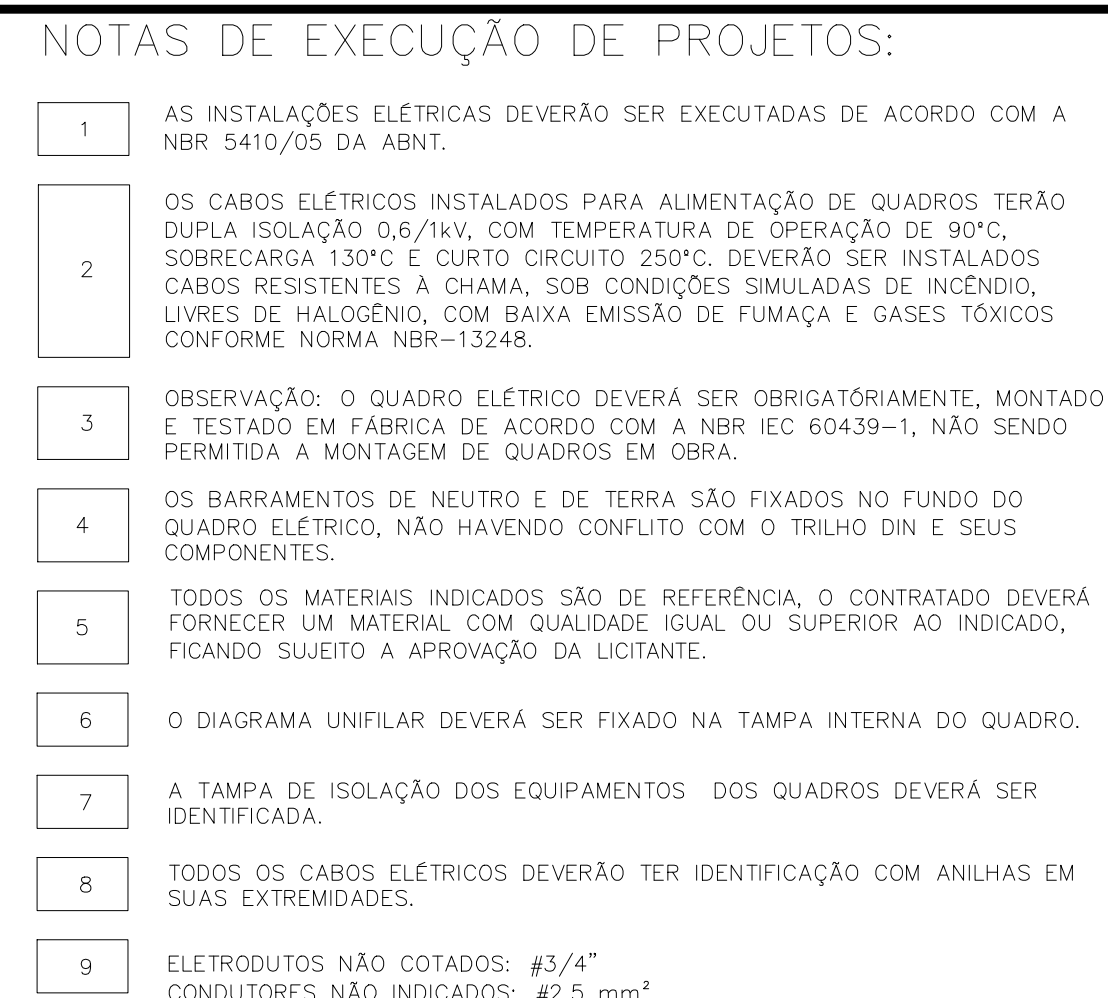 NOTAS DE EXECUÇÃO DE PROJETOS:
1
AS INSTALAÇÕES ELÉTRICAS DEVERÃO SER EXECUTADAS DE ACORDO COM A
NBR 5410/05 DA ABNT.
2
OS CABOS ELÉTRICOS INSTALADOS PARA ALIMENTAÇÃO DE QUADROS TERÃO
DUPLA ISOLAÇÃO 0,6/1kV, COM TEMPERATURA DE OPERAÇÃO DE 90°C,
SOBRECARGA 130°C E CURTO CIRCUITO 250°C. DEVERÃO SER INSTALADOS
CABOS RESISTENTES À CHAMA, SOB CONDIÇÕES SIMULADAS DE INCÊNDIO,
LIVRES DE HALOGÊNIO, COM BAIXA EMISSÃO DE FUMAÇA E GASES TÓXICOS
CONFORME NORMA NBR-13248.
3
OBSERVAÇÃO: O QUADRO ELÉTRICO DEVERÁ SER OBRIGATÓRIAMENTE, MONTADO
E TESTADO EM FÁBRICA DE ACORDO COM A NBR IEC 60439-1, NÃO SENDO
PERMITIDA A MONTAGEM DE QUADROS EM OBRA.
4
OS BARRAMENTOS DE NEUTRO E DE TERRA SÃO FIXADOS NO FUNDO DO
QUADRO ELÉTRICO, NÃO HAVENDO CONFLITO COM O TRILHO DIN E SEUS
COMPONENTES.
5
TODOS OS MATERIAIS INDICADOS SÃO DE REFERÊNCIA, O CONTRATADO DEVERÁ
FORNECER UM MATERIAL COM QUALIDADE IGUAL OU SUPERIOR AO INDICADO,
FICANDO SUJEITO A APROVAÇÃO DA LICITANTE.
6
O DIAGRAMA UNIFILAR DEVERÁ SER FIXADO NA TAMPA INTERNA DO QUADRO.
7
A TAMPA DE ISOLAÇÃO DOS EQUIPAMENTOS DOS QUADROS DEVERÁ SER
IDENTIFICADA.
8
TODOS OS CABOS ELÉTRICOS DEVERÃO TER IDENTIFICAÇÃO COM ANILHAS EM
SUAS EXTREMIDADES.
9
ELETRODUTOS NÃO COTADOS: #3/4"
CONDUTORES NÃO INDICADOS: #2,5 mm²